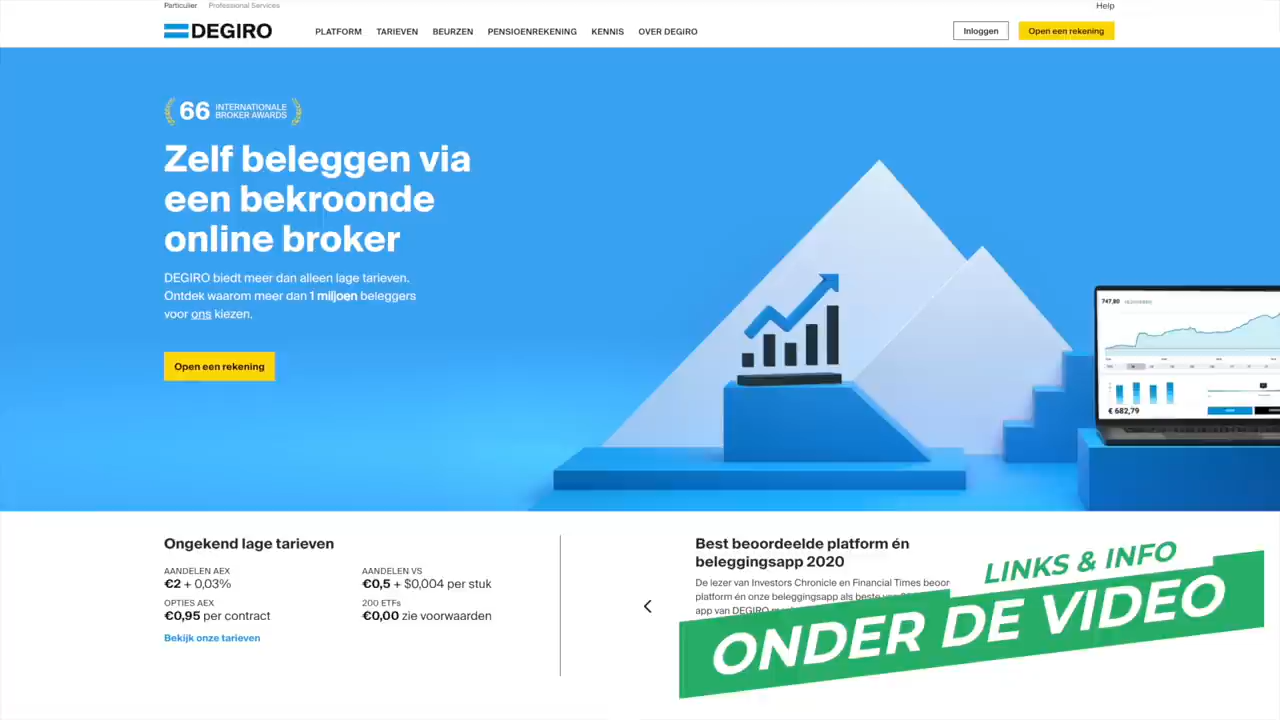 Particulier Professional Services Help
DEGIRO PLATFORM TARIEVEN BEURZEN PENSIOENREKENING KENNIS OVER DEGIRO Inloggen Open een rekening
66 INTERNATIONALE
BROKER AWARDS
Zelf beleggen via
een bekroonde
online broker
DEGIRO biedt meer dan alleen lage tarieven.
Ontdek waarom meer dan 1 miljoen beleggers
voor ons kiezen.
Open een rekening
747,80
€ 682,79
Ongekend lage tarieven
AANDELEN AEX
€2 + 0,03%
AANDELEN VS
€0,5 + $0,004 per stuk
OPTIES AEX
€0,95 per contract
200 ETFs
€0,00 zie voorwaarden
Bekijk onze tarieven
Best beoordeelde platform én
beleggingsapp 2020
De lezer van Investors Chronicle en Financial Times beoor
platform én onze beleggingsapp als beste
app van DEGIRO
LINKS & INFO
ONDER DE VIDEO